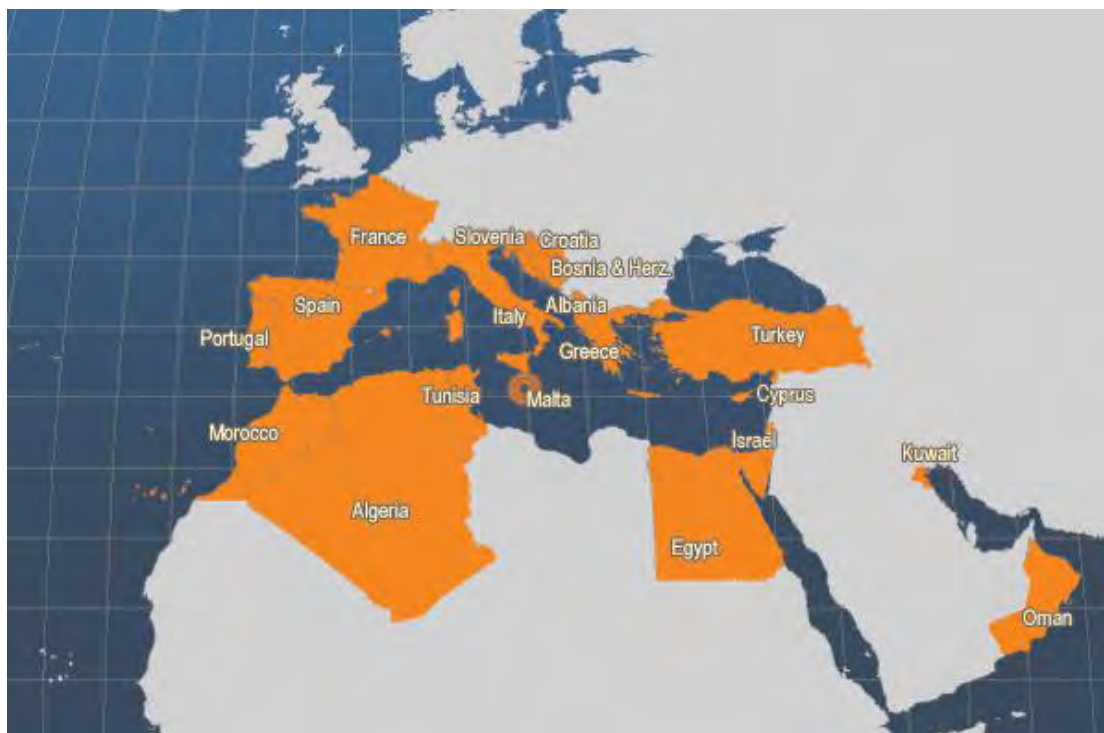 France
Slovenia
Croatia
Bosnia & Herz.
Spain
Italy
Albania
Portugal
Greece
Turkey
Tunisia
Malta
Cyprus
Morocco
Israel
Kuwait
Algeria
Egypt
Oman